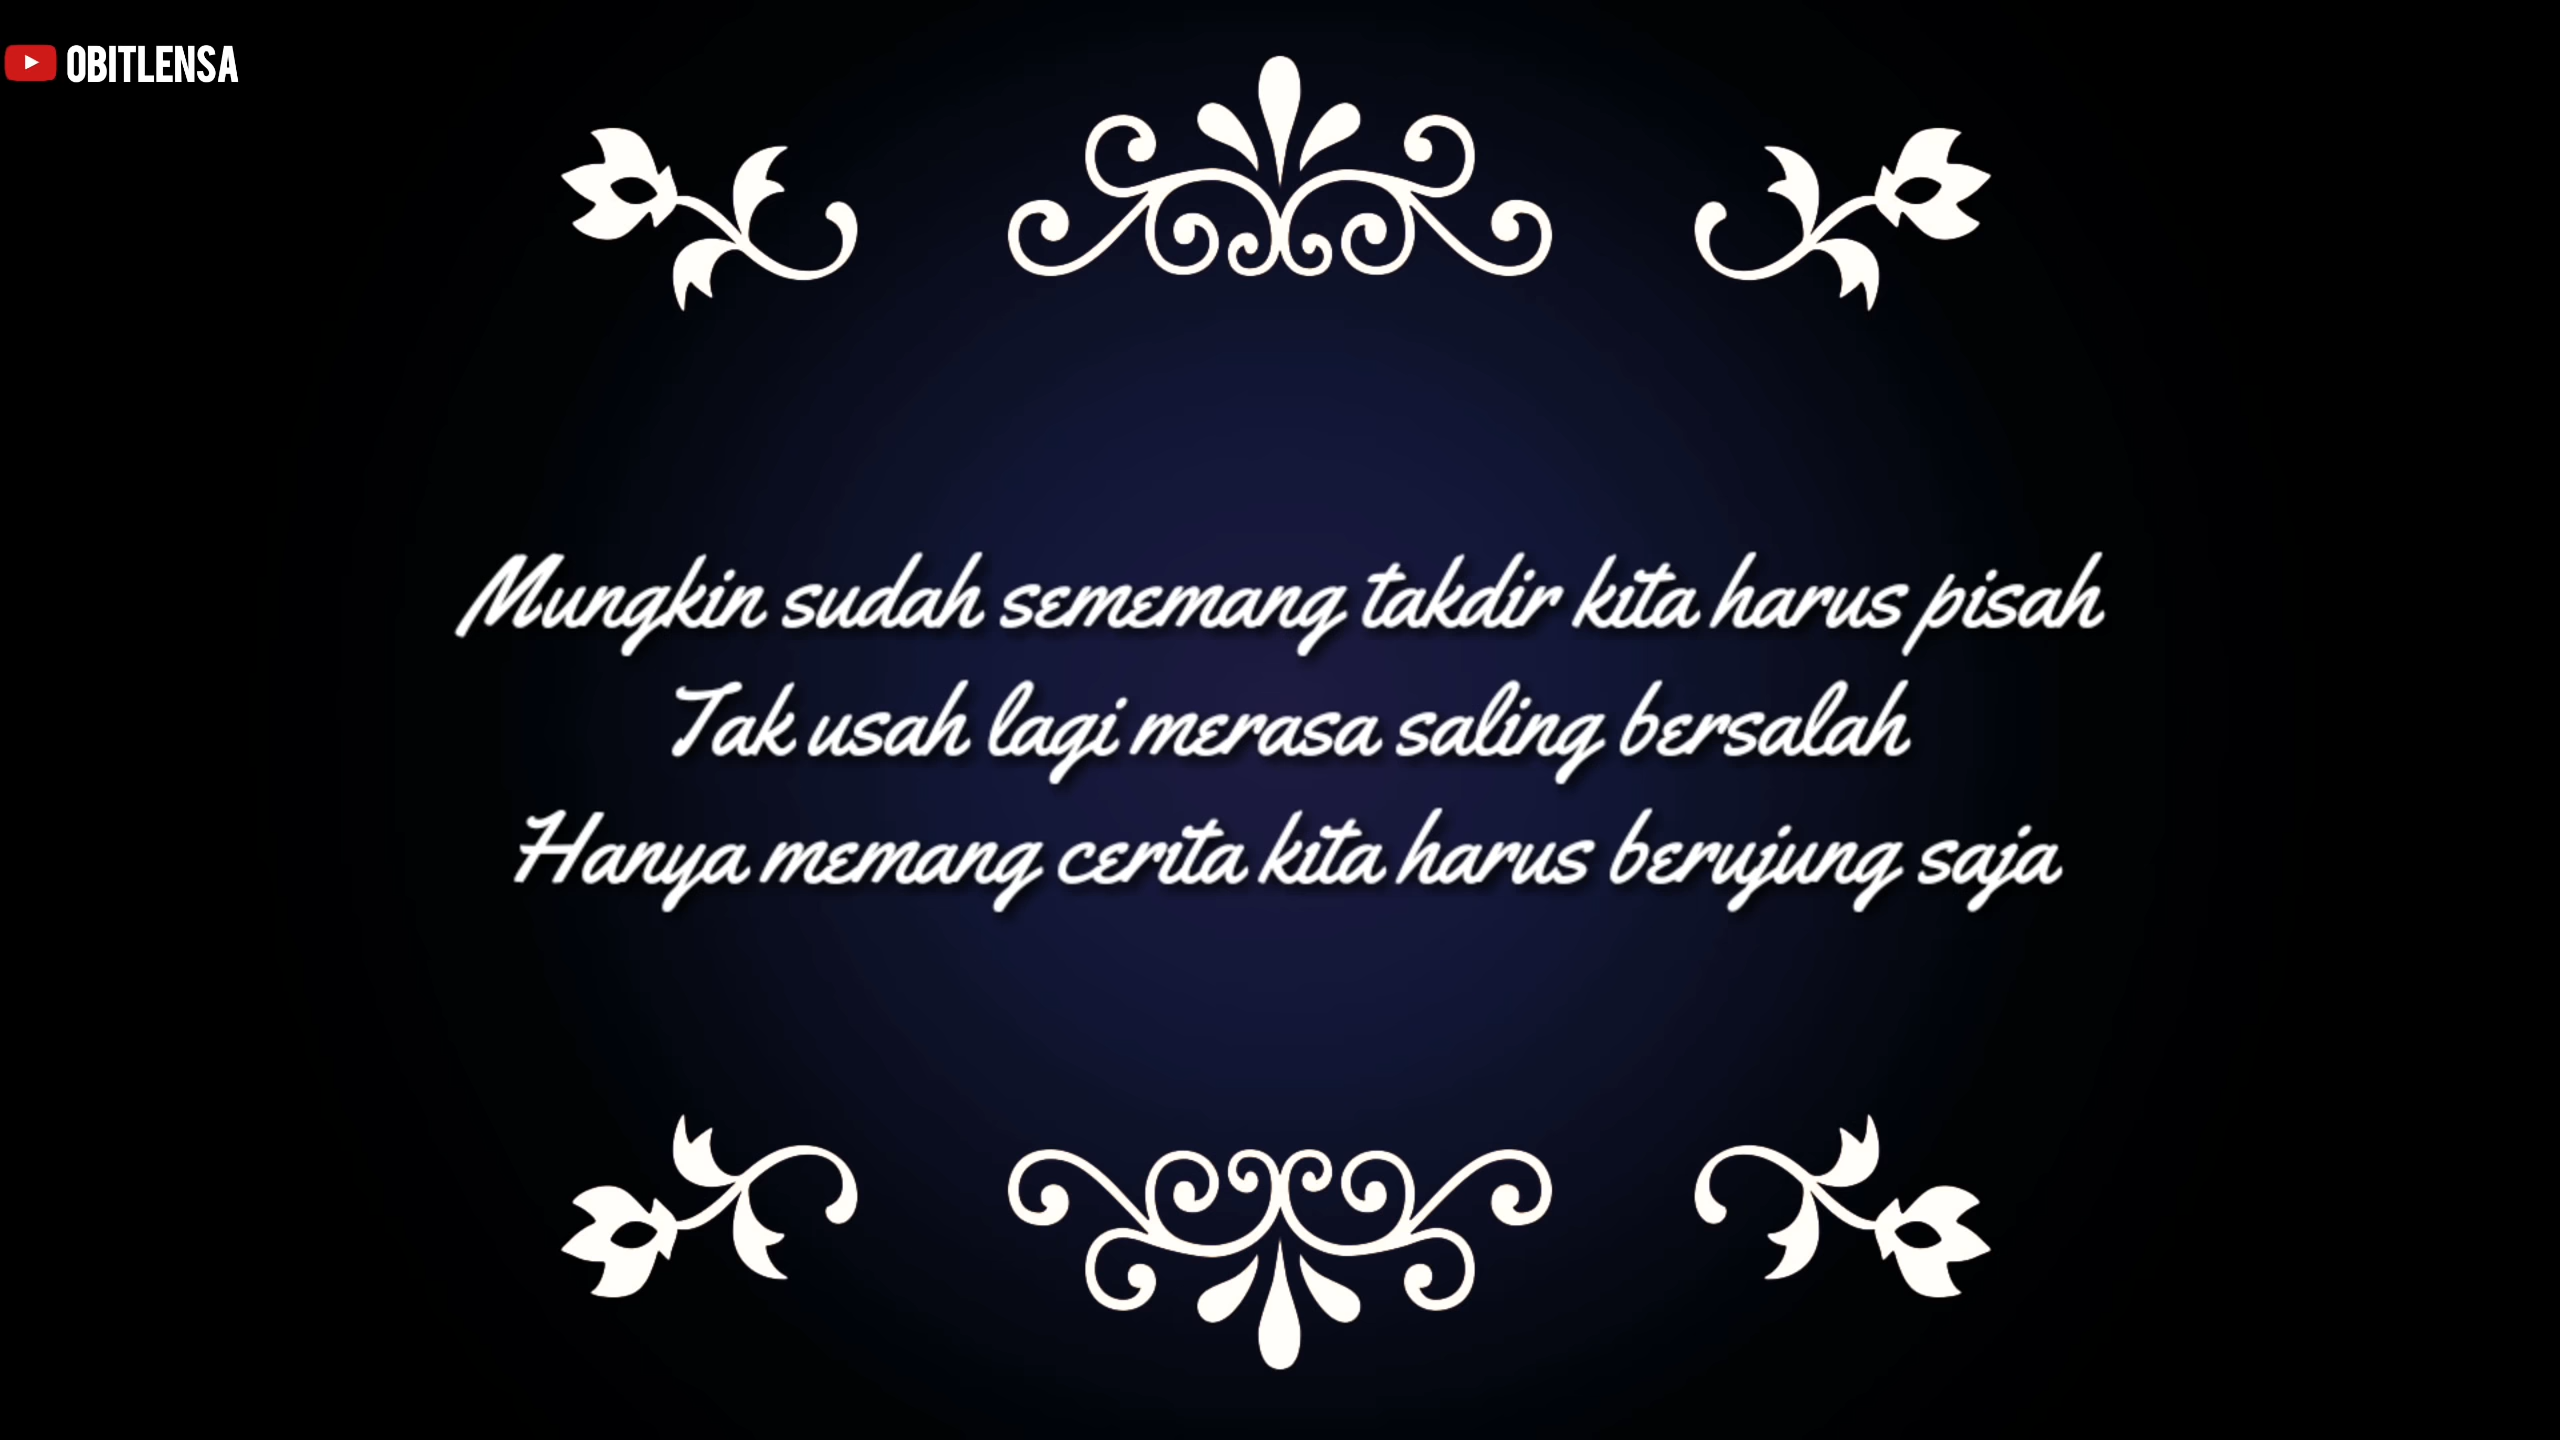 OBITLENSA
Mungkin sudah sememang takdir kita harus pisah
Tak usah lagi merasa saling bersalah
Hanya memang cerita kita harus berujung saja